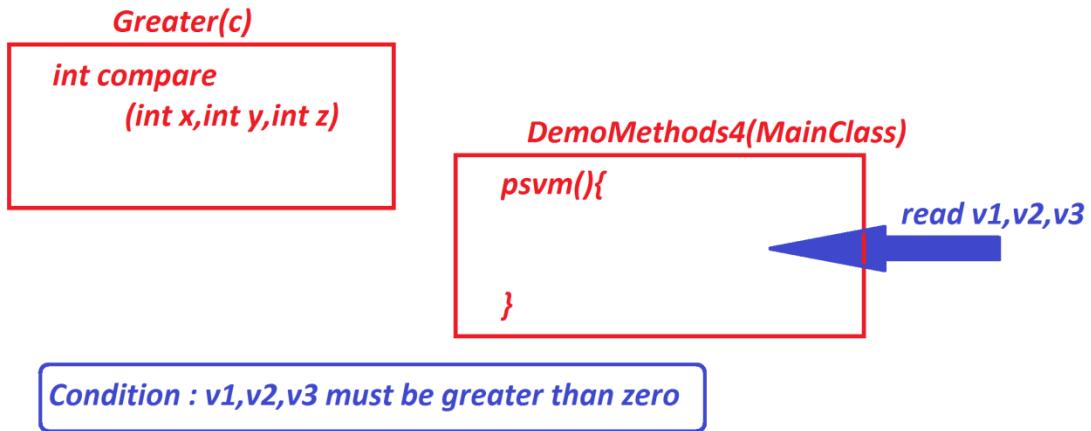 Greater(c)
int compare
(int x,int y,int z)
DemoMethods4(MainClass)
psvm(){
read v1,v2,v3
}
Condition : v1,v2,v3 must be greater than zero